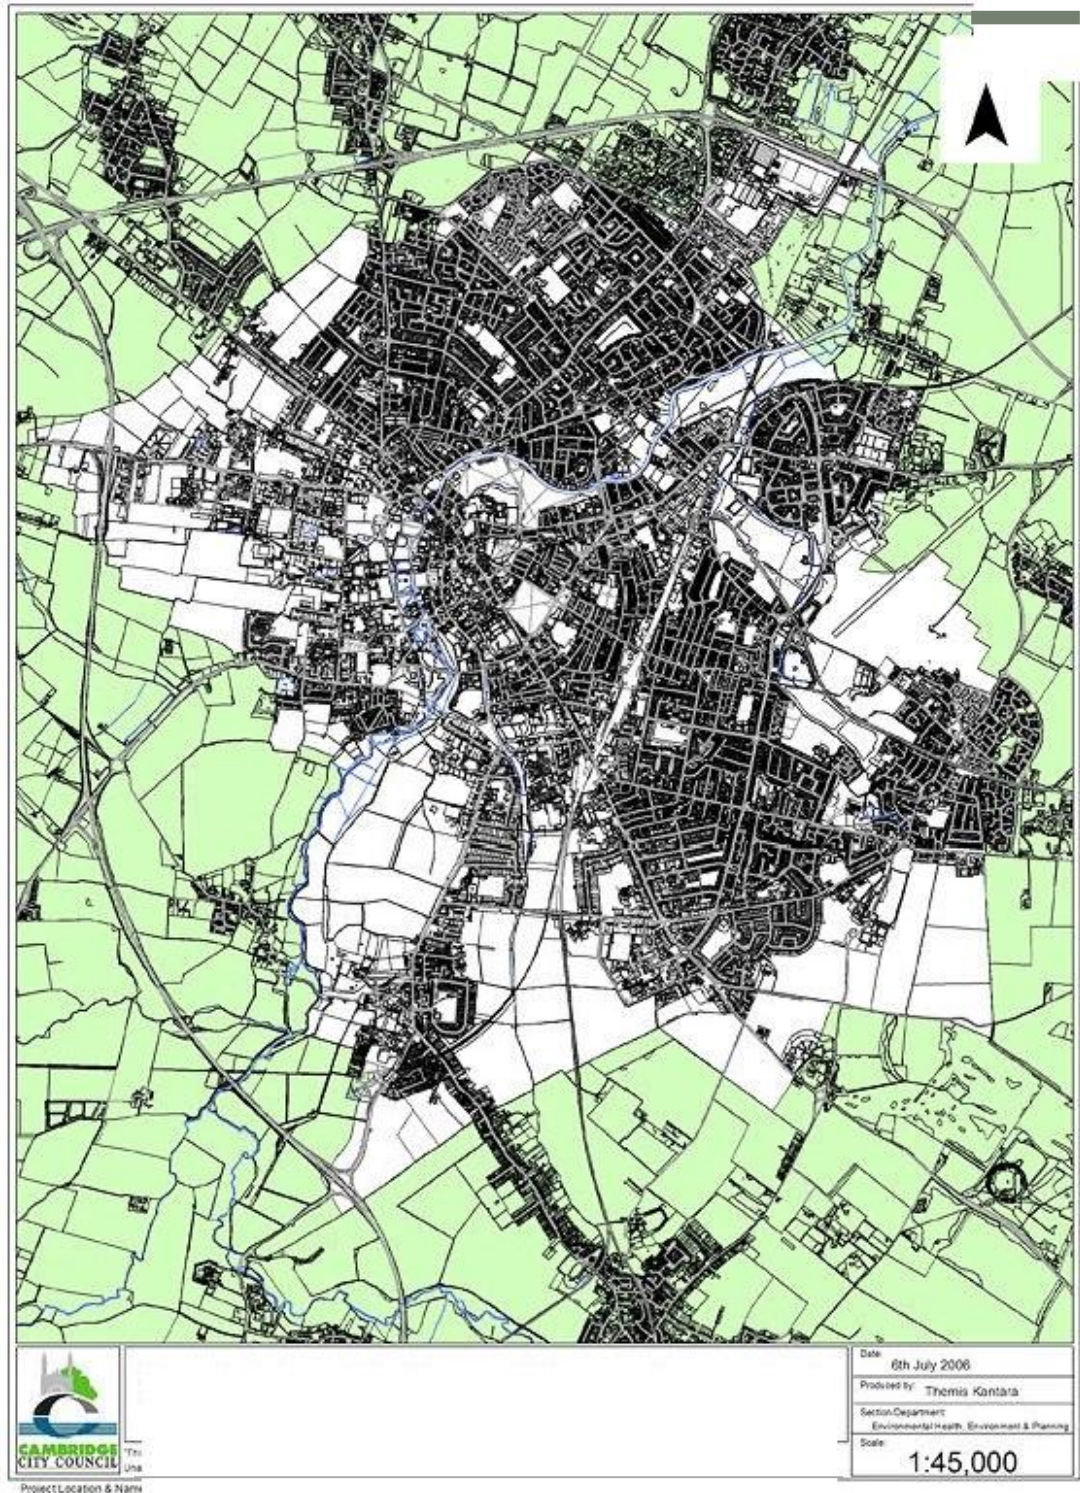 Date:
6th July 2006
Produced by: Themis Kantara
Section/Department:
Environmental Health, Environment & Planning
Scale:
1:45,000
CAMBRIDGE
CITY COUNCIL
Project Location & Name